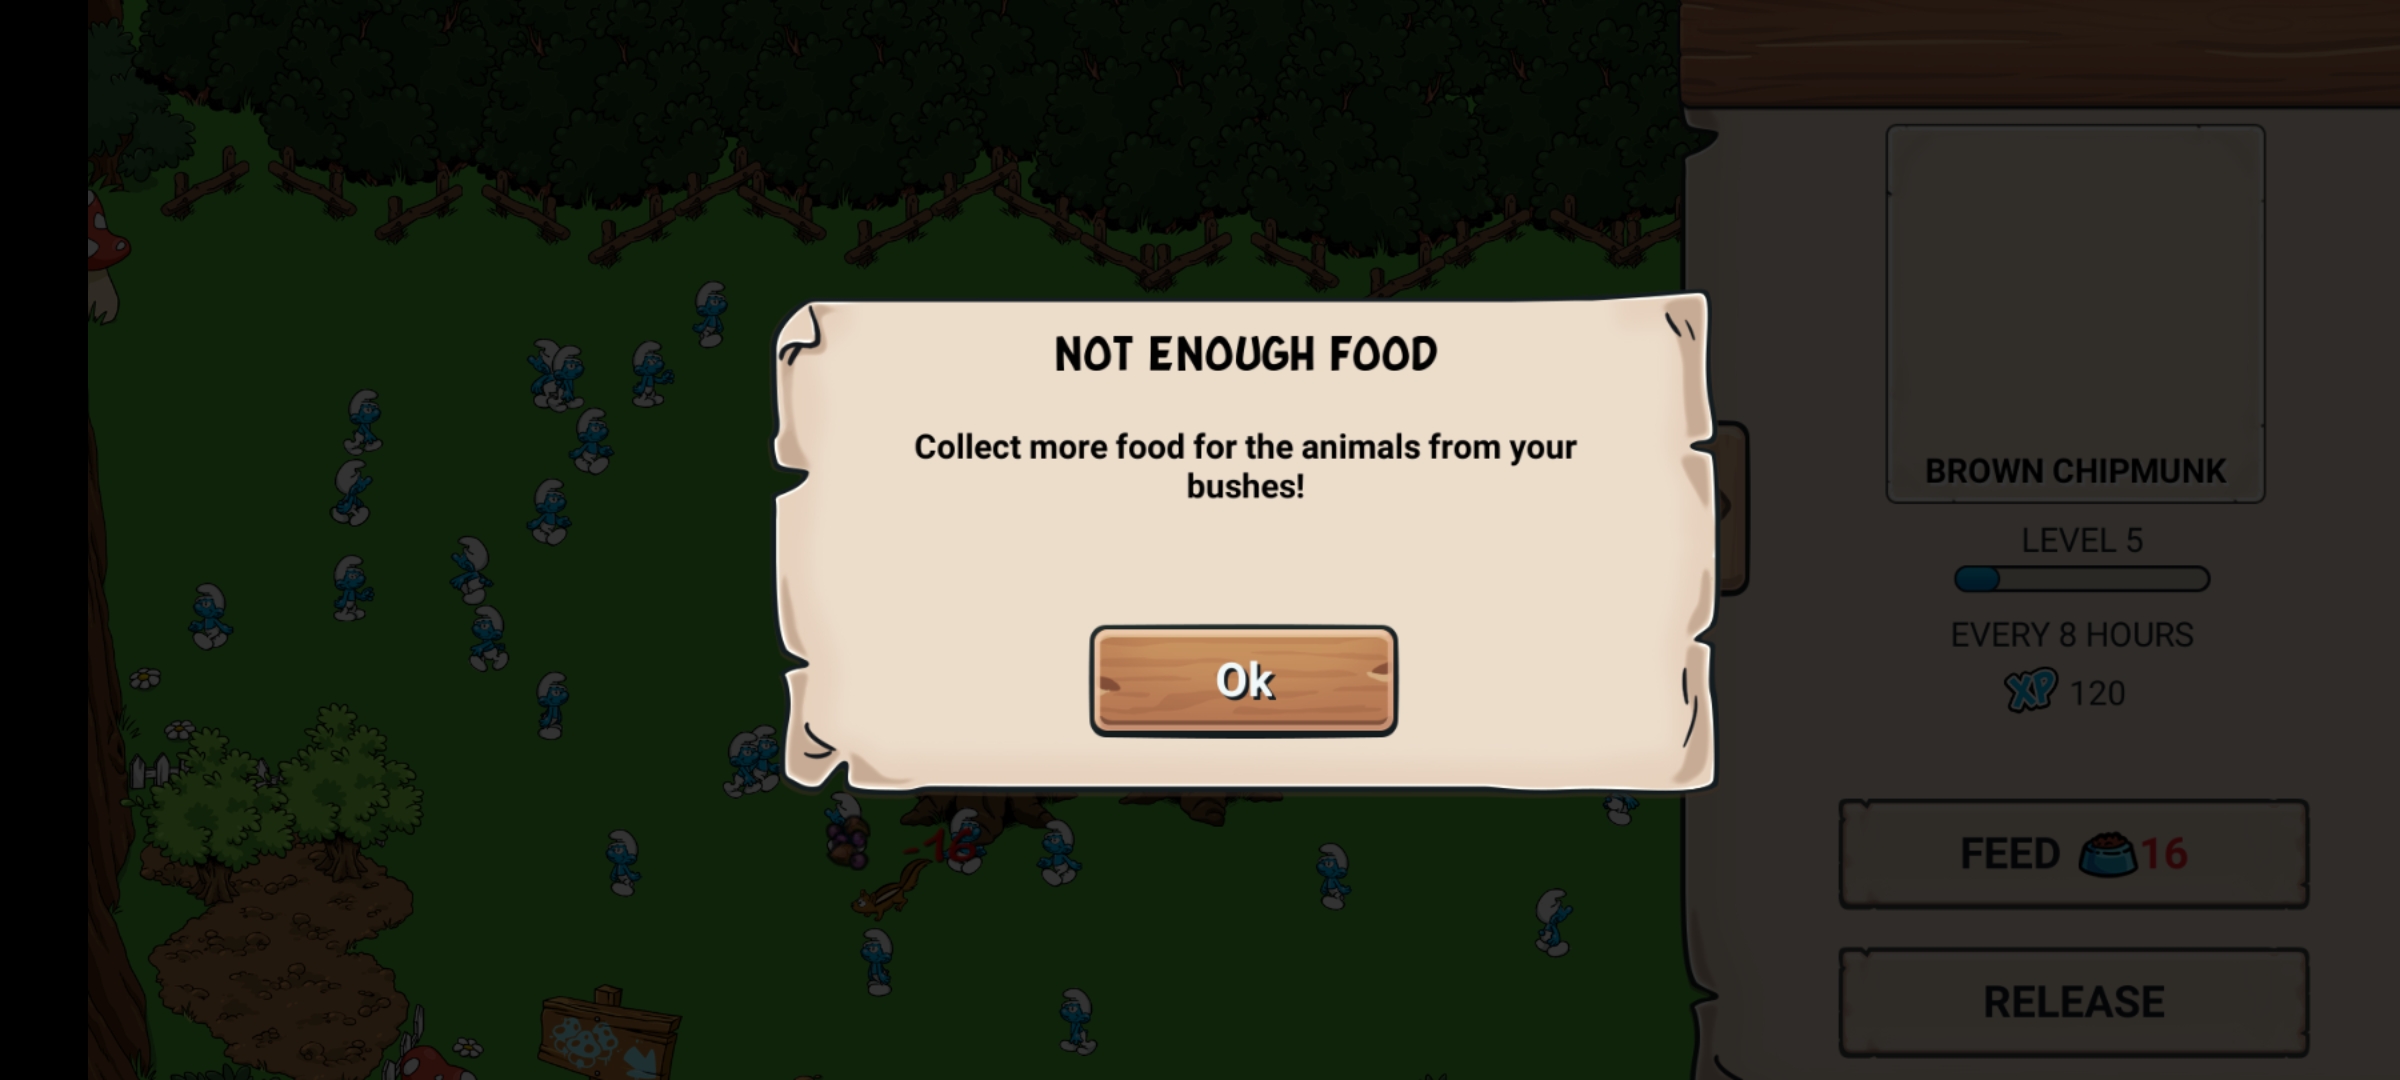 NOT ENOUGH FOOD
Collect more food for the animals from your
bushes!
Ok
BROWN CHIPMUNK
LEVEL 5
EVERY 8 HOURS
XP 120
FEED 16
RELEASE
-16